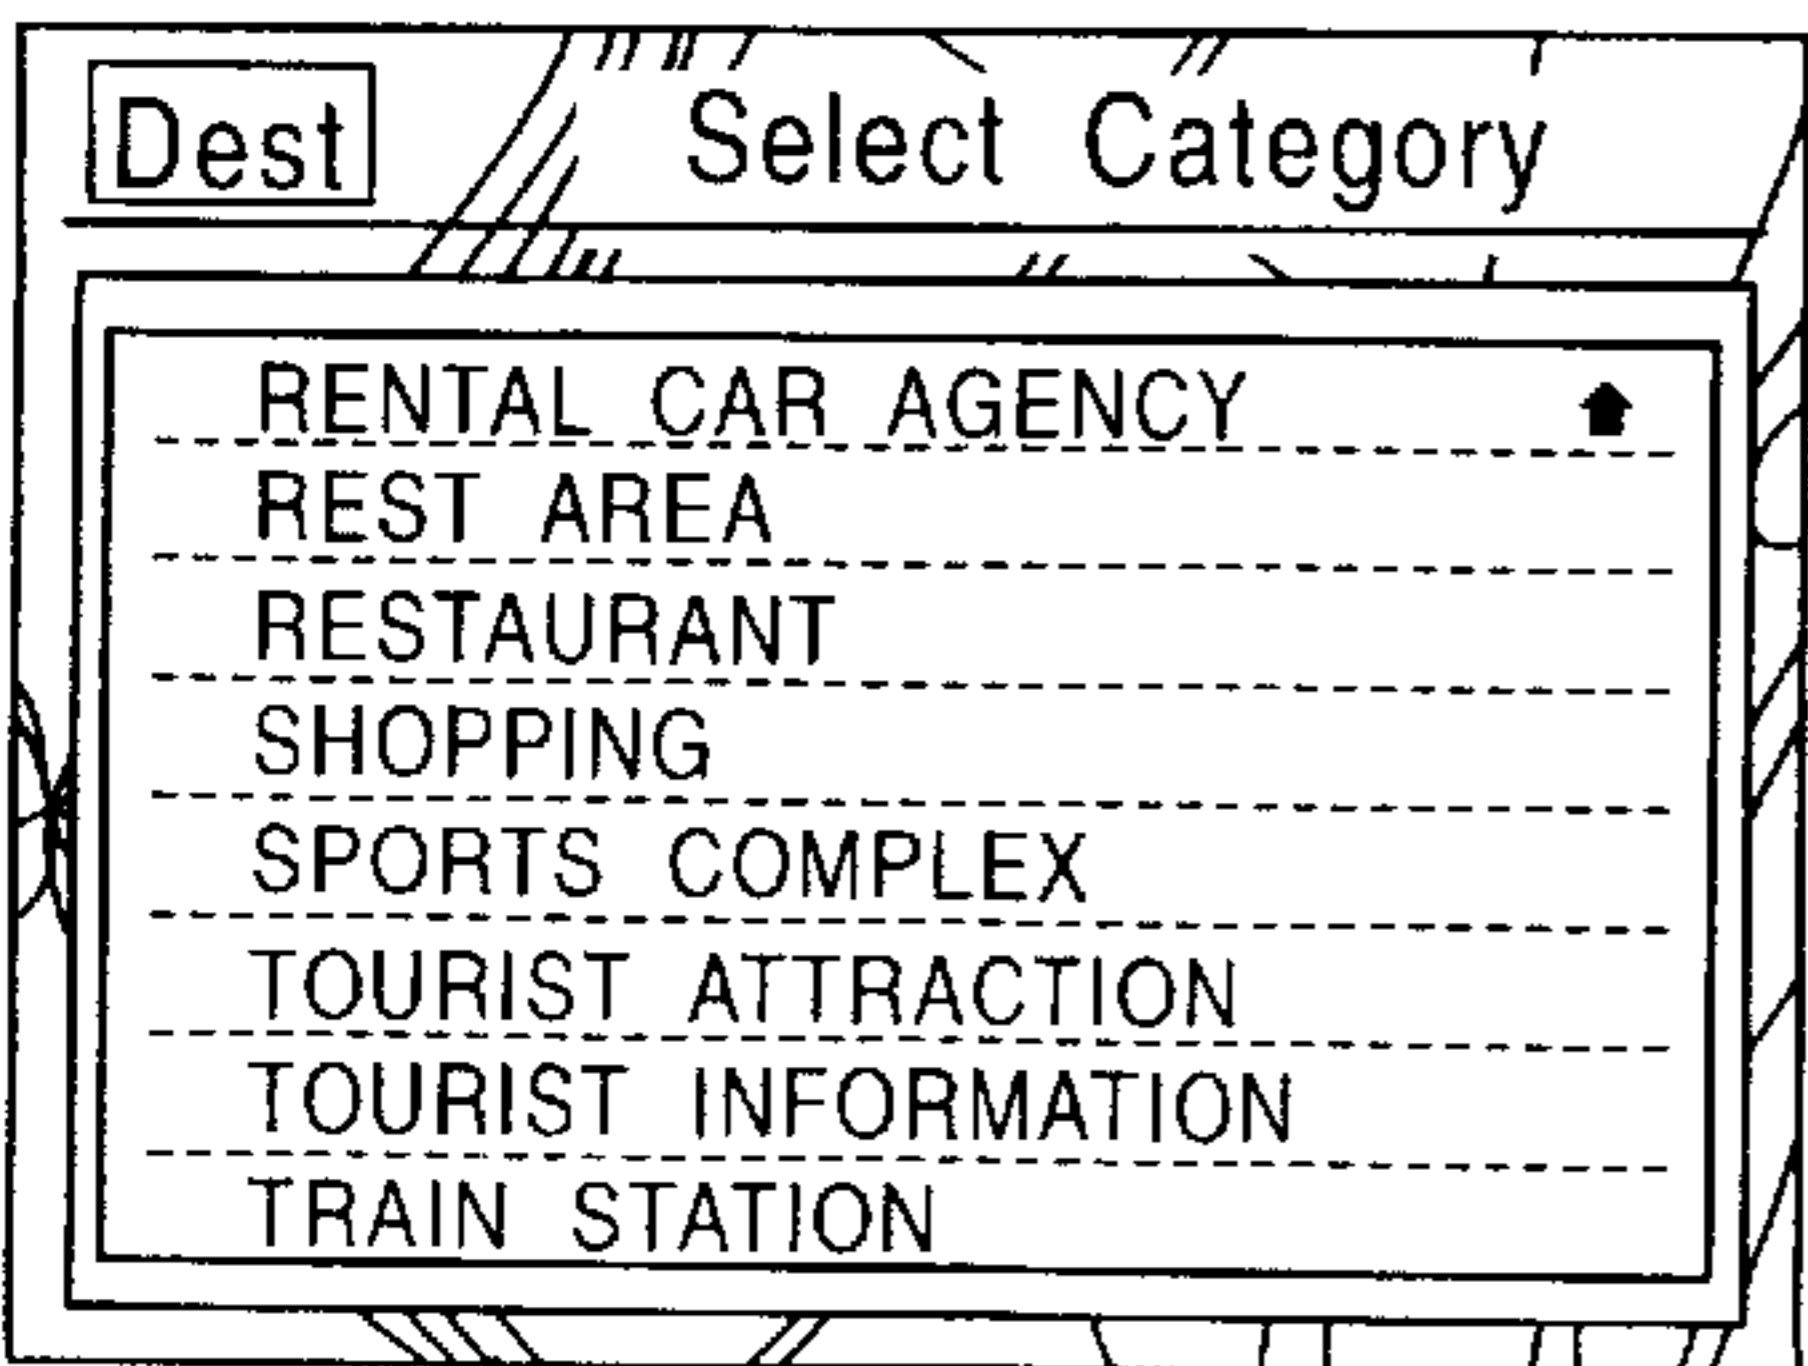 Dest Select Category
RENTAL CAR AGENCY
REST AREA
RESTAURANT
SHOPPING
SPORTS COMPLEX
TOURIST ATTRACTION
TOURIST INFORMATION
TRAIN STATION